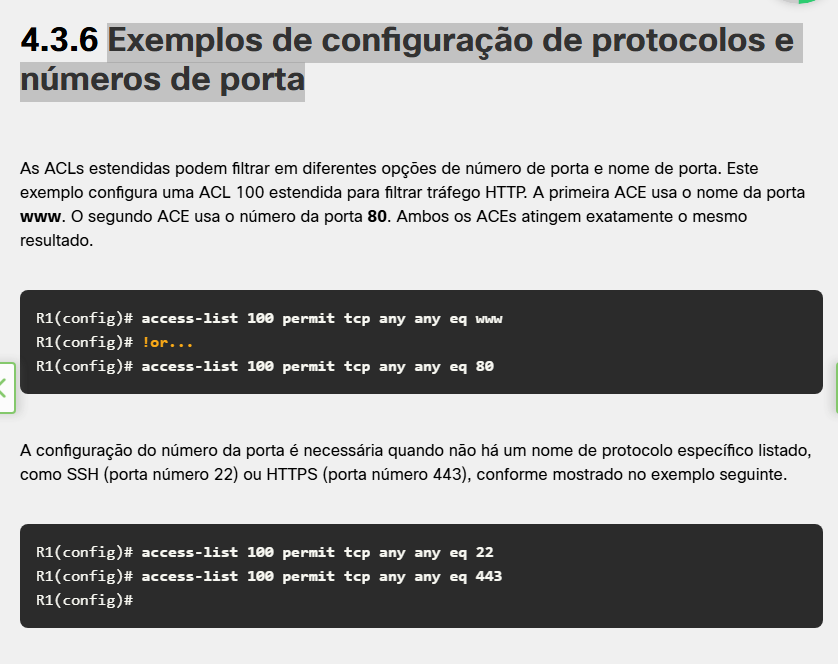 4.3.6 Exemplos de configuração de protocolos e
números de porta
As ACLs estendidas podem filtrar em diferentes opções de número de porta e nome de porta. Este
exemplo configura uma ACL 100 estendida para filtrar tráfego HTTP. A primeira ACE usa o nome da porta
www. O segundo ACE usa o número da porta 80. Ambos os ACEs atingem exatamente o mesmo
resultado.
R1(config)# access-list 100 permit tcp any any eq www
R1(config)# !or...
R1(config)# access-list 100 permit tcp any any eq 80
A configuração do número da porta é necessária quando não há um nome de protocolo específico listado,
como SSH (porta número 22) ou HTTPS (porta número 443), conforme mostrado no exemplo seguinte.
R1(config)# access-list 100 permit tcp any any eq 22
R1(config)# access-list 100 permit tcp any any eq 443
R1(config)#